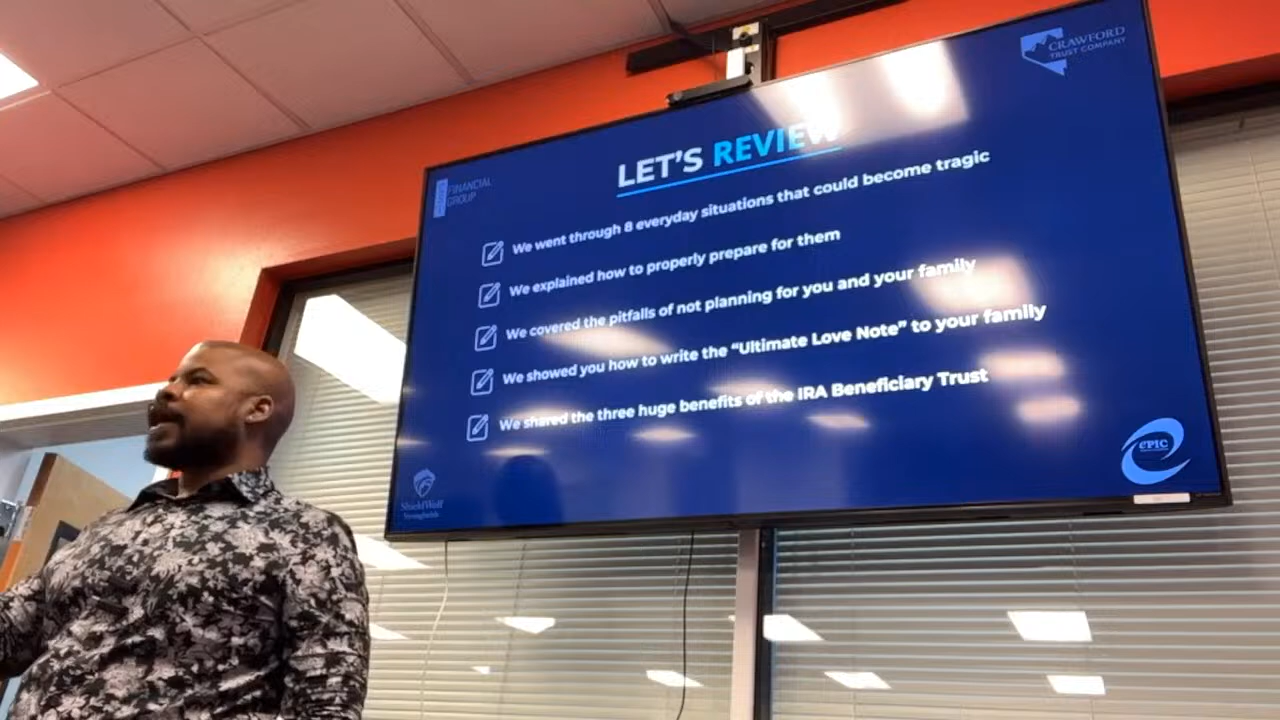 CRAWFORD
TRUST COMPANY
FINANCIAL
GROUP
LET'S REVIEW
We went through 8 everyday situations that could become tragic
We explained how to properly prepare for them
We covered the pitfalls of not planning for you and your family
We showed you how to write the “Ultimate Love Note” to your family
We shared the three huge benefits of the IRA Beneficiary Trust
ePIC
ShieldWolf
Strongholds